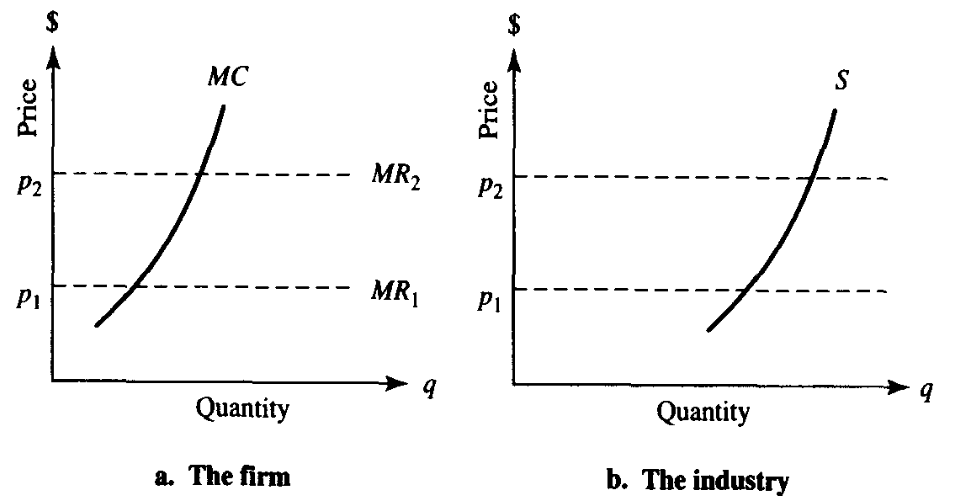 $
Price
MC
p2
MR2
p1
MR1
q
Quantity
a. The firm
$
Price
S
p2
p1
q
Quantity
b. The industry